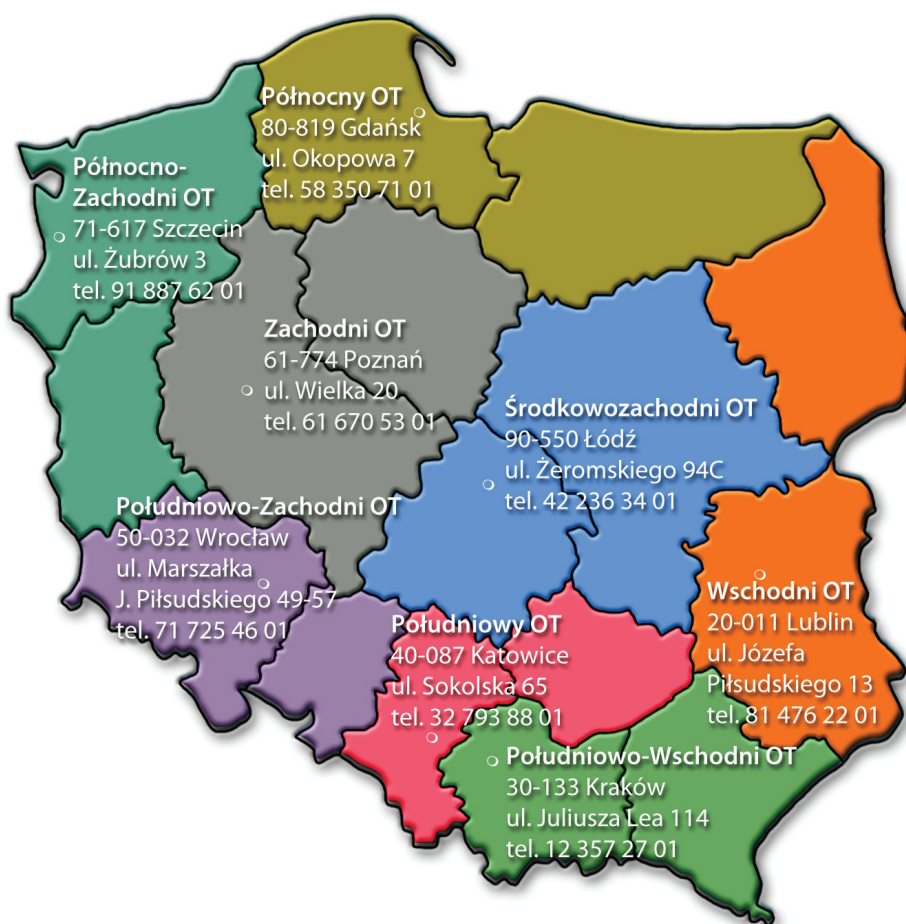 Północny OT
80-819 Gdańsk
ul. Okopowa 7
tel. 58 350 71 01
Północno-
Zachodni OT
71-617 Szczecin
ul. Żubrów 3
tel. 91 887 62 01
Zachodni OT
61-774 Poznań
ul. Wielka 20
tel. 61 670 53 01
Środkowozachodni OT
90-550 Łódź
ul. Żeromskiego 94C
tel. 42 236 34 01
Południowo-Zachodni OT
50-032 Wrocław
ul. Marszałka
J. Piłsudskiego 49-57
tel. 71 725 46 01
Południowy OT
40-087 Katowice
ul. Sokolska 65
tel. 32 793 88 01
Wschodni OT
20-011 Lublin
ul. Józefa
Piłsudskiego 13
tel. 81 476 22 01
Południowo-Wschodni OT
30-133 Kraków
ul. Juliusza Lea 114
tel. 12 357 27 01